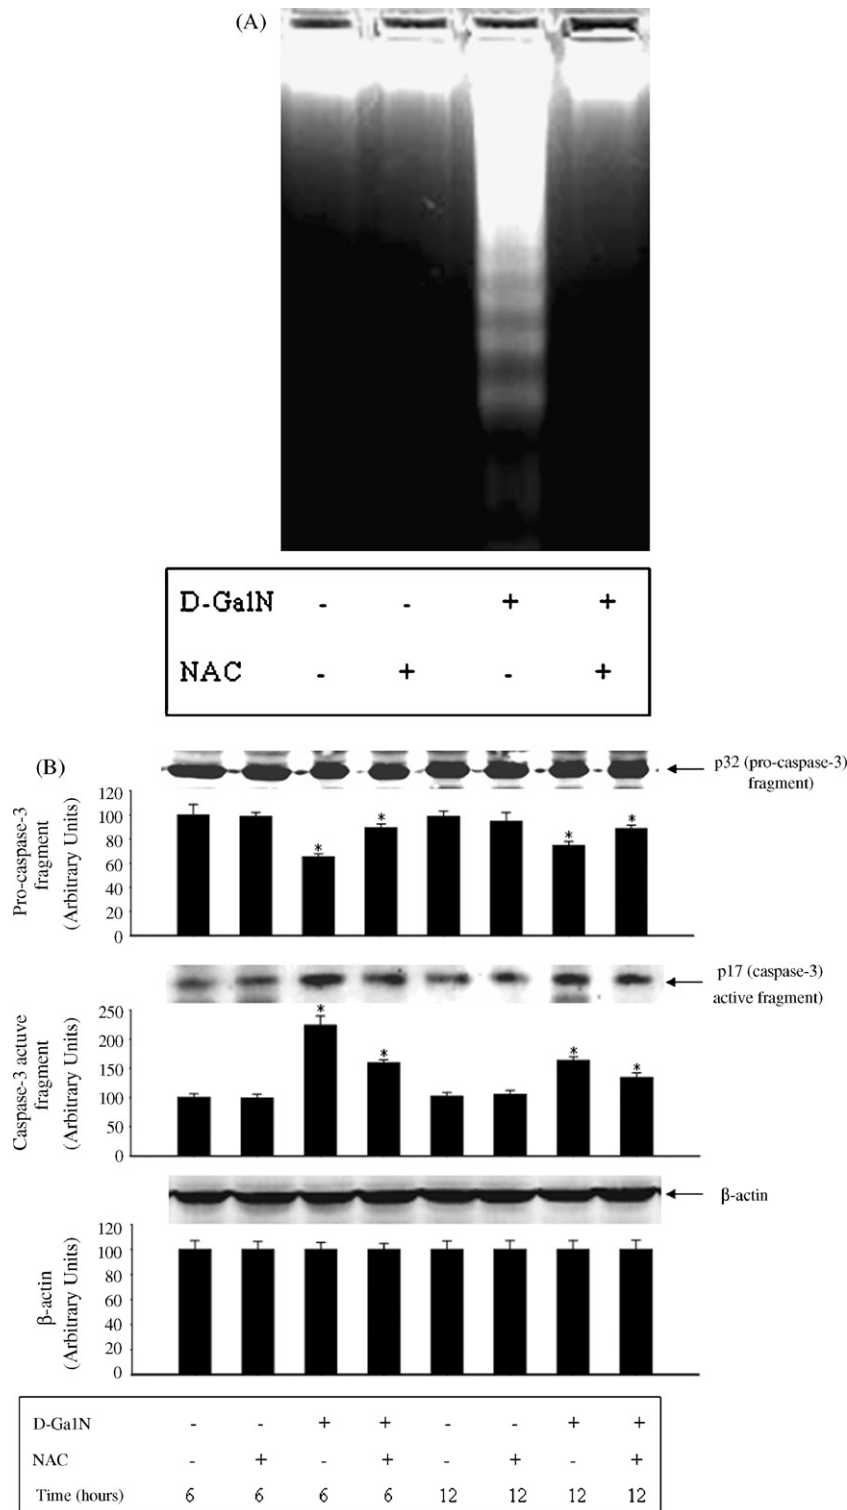 (A)
D-GalN - - + +
NAC - + - +
(B)
p32 (pro-caspase-3)
fragment)
Pro-caspase-3
fragment
(Arbitrary Units)
120
100
80
60
40
20
0
* * * *
p17 (caspase-3)
active fragment)
Caspase-3 actuve
fragment
(Arbitrary Units)
250
200
150
100
50
0
* * * *
β-actin
β-actin
(Arbitrary Units)
120
100
80
60
40
20
0
D-GalN - - + + - - + +
NAC - + - + - + - +
Time (hours) 6 6 6 6 12 12 12 12